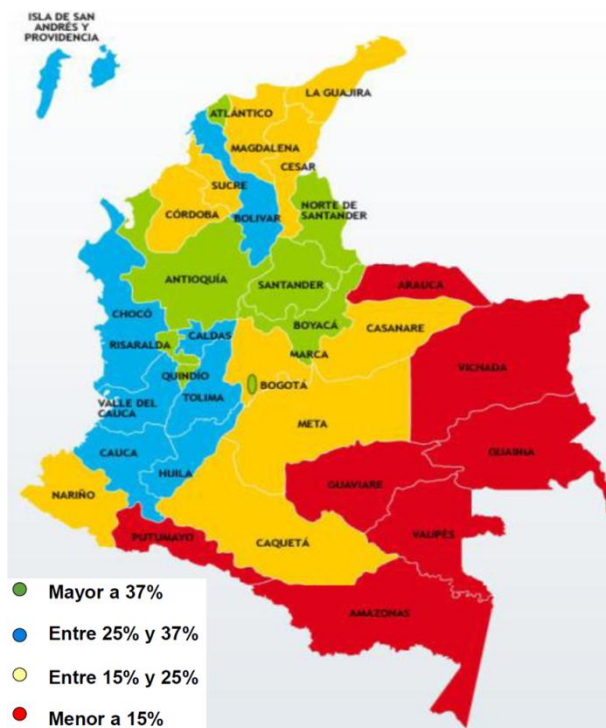 ISLA DE SAN
ANDRÉS Y
PROVIDENCIA
LA GUAJIRA
ATLÁNTICO
MAGDALENA
CESAR
SUCRE
NORTE DE
SANTANDER
CÓRDOBA
BOLIVAR
ANTIOQUÍA
SANTANDER
ARAUCA
CHOCÓ
BOYACÁ
CASANARE
RISARALDA
CALDAS
MARCA
VICHADA
QUINDÍO
BOGOTÁ
VALLE DEL
CAUCA
TOLIMA
META
CAUCA
HUILA
GUAINIA
GUAVIARE
NARIÑO
PUTUMAYO
CAQUETÁ
VAUPÉS
AMAZONAS
Mayor a 37%
Entre 25% y 37%
Entre 15% y 25%
Menor a 15%